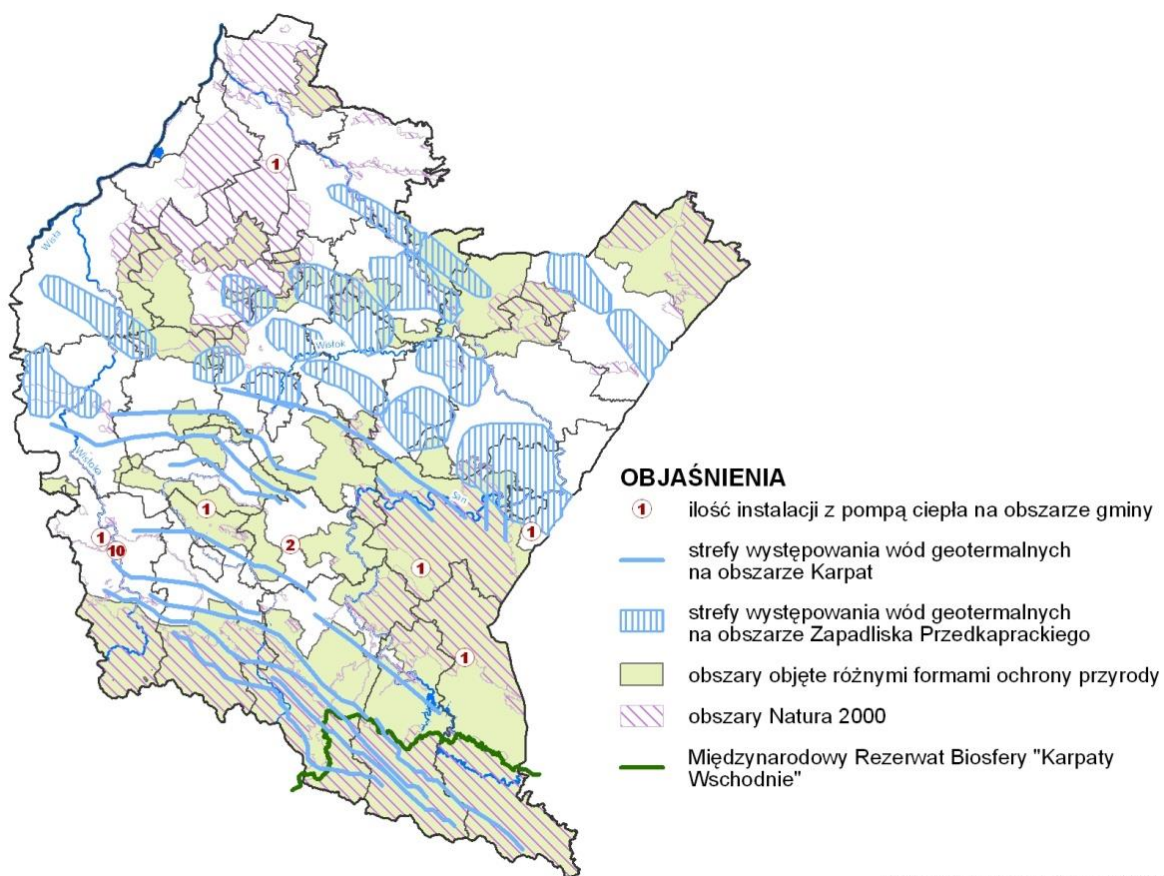 1
Wisła
Wisłok
Wisłoka
San
1
1
10
2
1
1
1
OBJAŚNIENIA
1 ilość instalacji z pompą ciepła na obszarze gminy
strefy występowania wód geotermalnych
na obszarze Karpat
strefy występowania wód geotermalnych
na obszarze Zapadliska Przedkaprackiego
obszary objęte różnymi formami ochrony przyrody
obszary Natura 2000
Międzynarodowy Rezerwat Biosfery "Karpaty
Wschodnie"